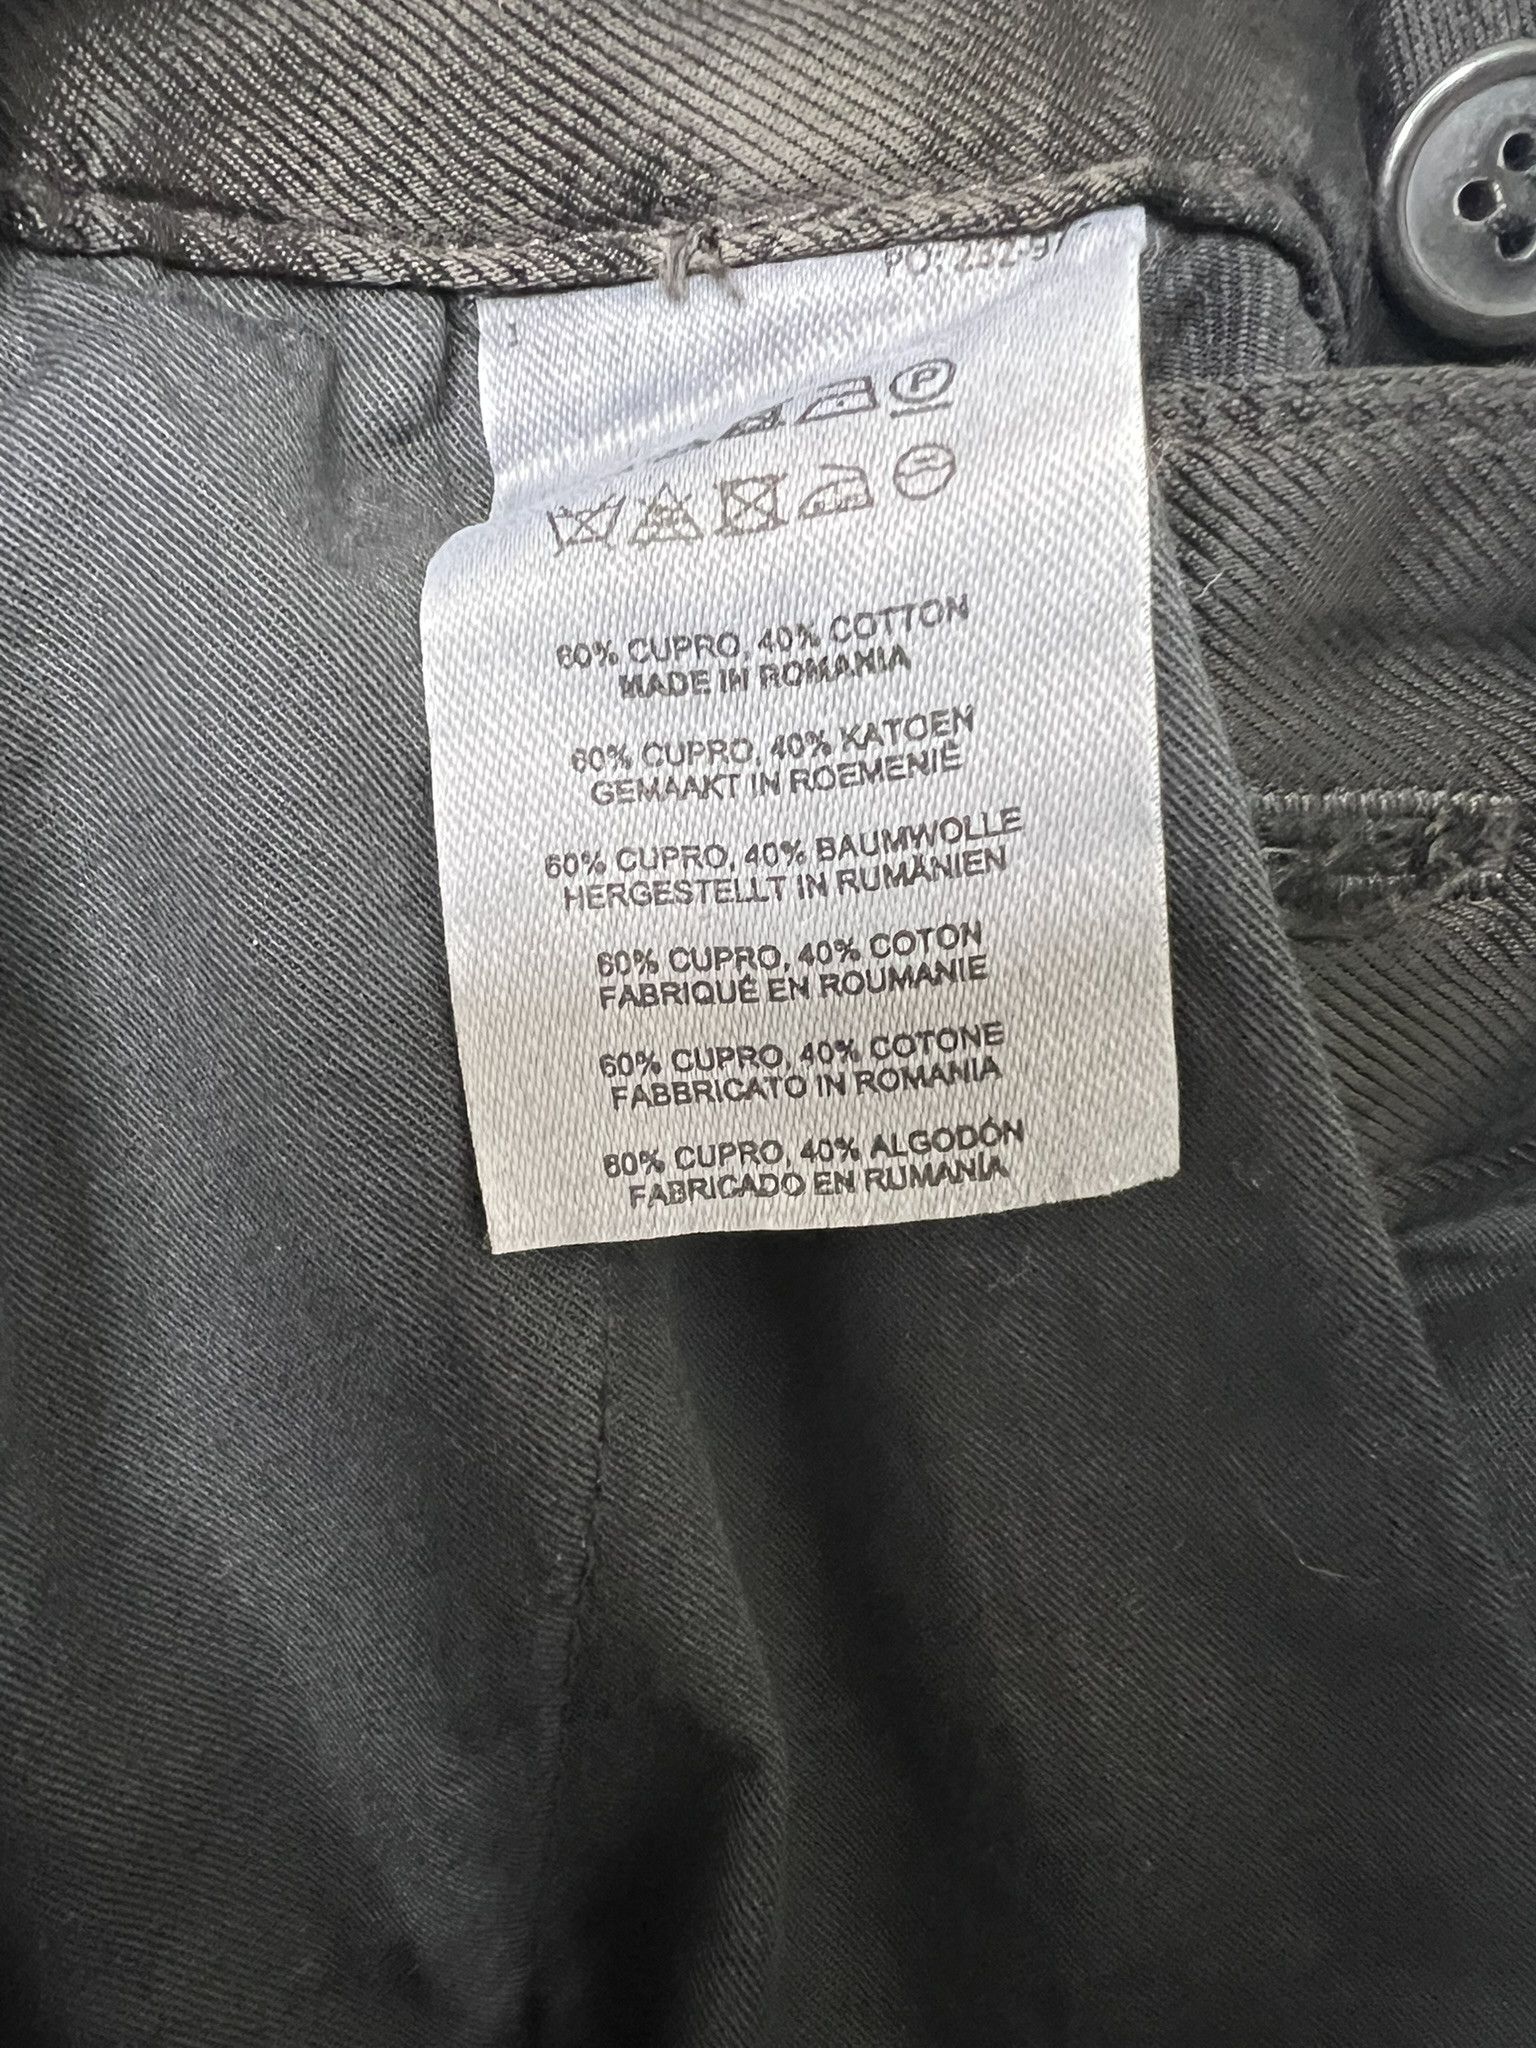 60% CUPRO, 40% COTTON
MADE IN ROMANIA
60% CUPRO, 40% KATOEN
GEMAAKT IN ROEMENIË
60% CUPRO, 40% BAUMWOLLE
HERGESTELLT IN RUMÄNIEN
60% CUPRO, 40% COTON
FABRIQUÉ EN ROUMANIE
60% CUPRO, 40% COTONE
FABBRICATO IN ROMANIA
60% CUPRO, 40% ALGODÓN
FABRICADO EN RUMANÍA